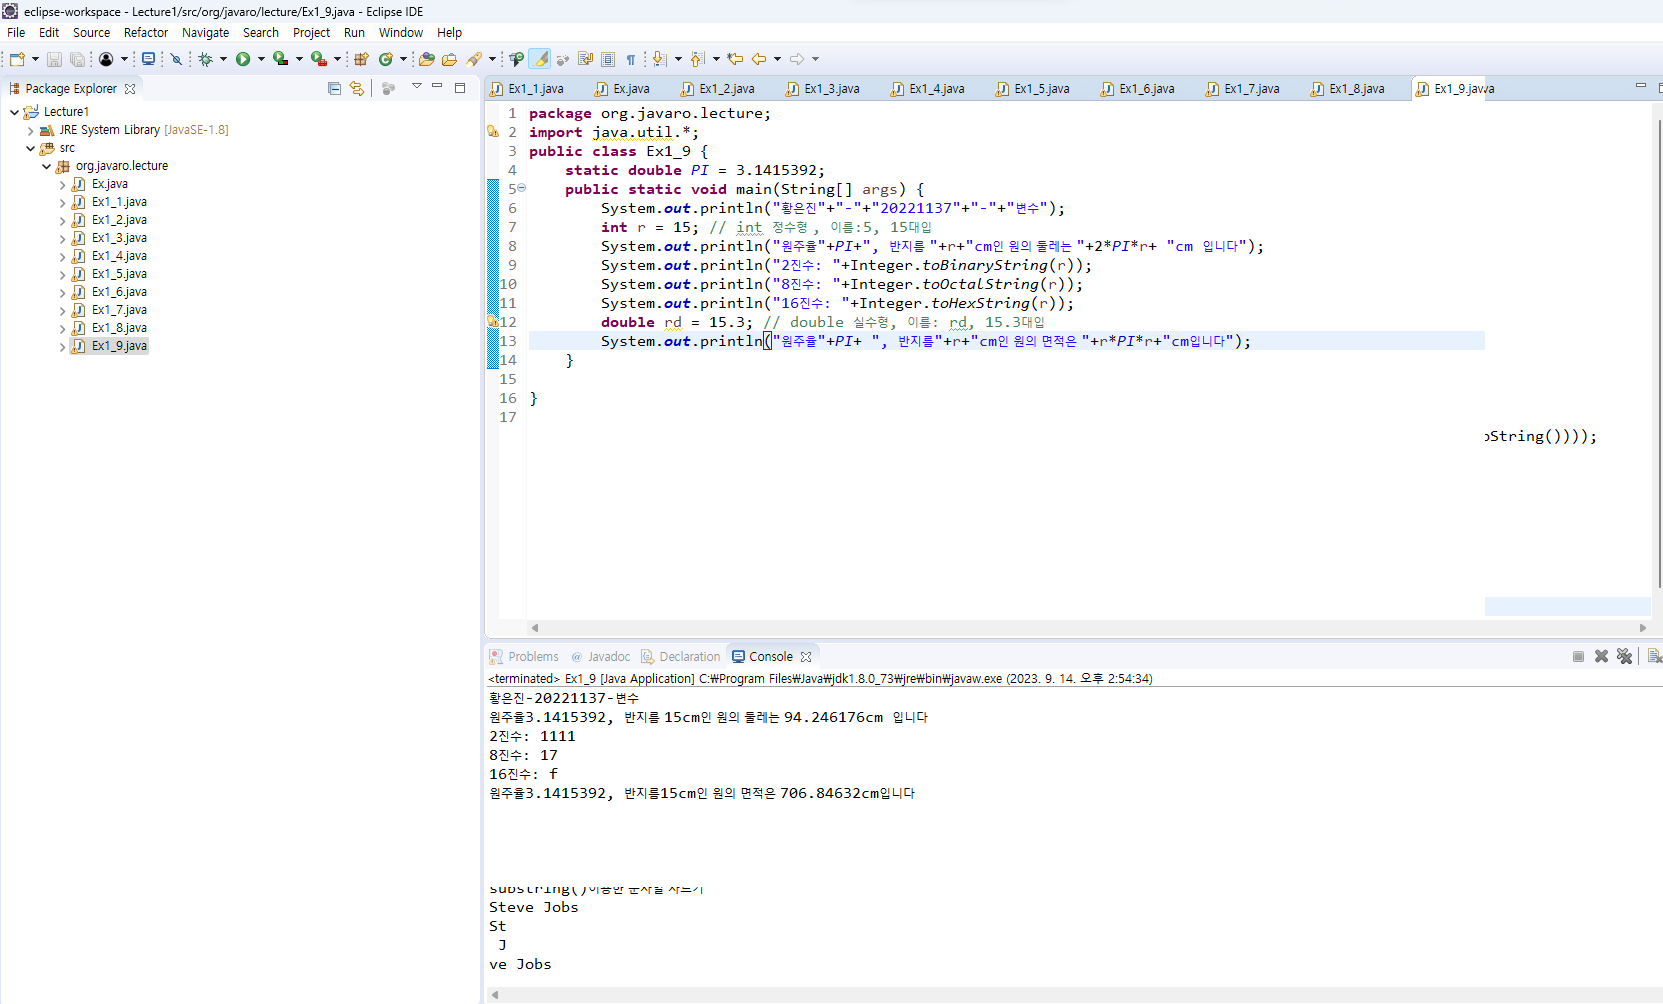 eclipse-workspace - Lecture1/src/org/javaro/lecture/Ex1_9.java - Eclipse IDE
File Edit Source Refactor Navigate Search Project Run Window Help
Package Explorer
Lecture1
JRE System Library [JavaSE-1.8]
src
org.javaro.lecture
Ex.java
Ex1_1.java
Ex1_2.java
Ex1_3.java
Ex1_4.java
Ex1_5.java
Ex1_6.java
Ex1_7.java
Ex1_8.java
Ex1_9.java
Ex1_1.java Ex.java Ex1_2.java Ex1_3.java Ex1_4.java Ex1_5.java Ex1_6.java Ex1_7.java Ex1_8.java Ex1_9.java
1 package org.javaro.lecture;
2 import java.util.*;
3 public class Ex1_9 {
4 static double PI = 3.1415392;
5 public static void main(String[] args) {
6 System.out.println("황은진"+"-"+"20221137"+"-"+"변수");
7 int r = 15; // int 정수형 , 이름:5, 15대입
8 System.out.println("원주율"+PI+", 반지름 "+r+"cm인 원의 둘레는 "+2*PI*r+ "cm 입니다");
9 System.out.println("2진수: "+Integer.toBinaryString(r));
10 System.out.println("8진수: "+Integer.toOctalString(r));
11 System.out.println("16진수: "+Integer.toHexString(r));
12 double rd = 15.3; // double 실수형, 이름: rd, 15.3대입
13 System.out.println("원주율"+PI+ ", 반지름"+r+"cm인 원의 면적은 "+r*PI*r+"cm입니다");
14 }
15
16 }
17
oString())));
Problems Javadoc Declaration Console
<terminated> Ex1_9 [Java Application] C:₩Program Files₩Java₩jdk1.8.0_73₩jre₩bin₩javaw.exe (2023. 9. 14. 오후 2:54:34)
황은진-20221137-변수
원주율3.1415392, 반지름 15cm인 원의 둘레는 94.246176cm 입니다
2진수: 1111
8진수: 17
16진수: f
원주율3.1415392, 반지름15cm인 원의 면적은 706.84632cm입니다
substring()이용한 문자열 자르기
Steve Jobs
St
J
ve Jobs